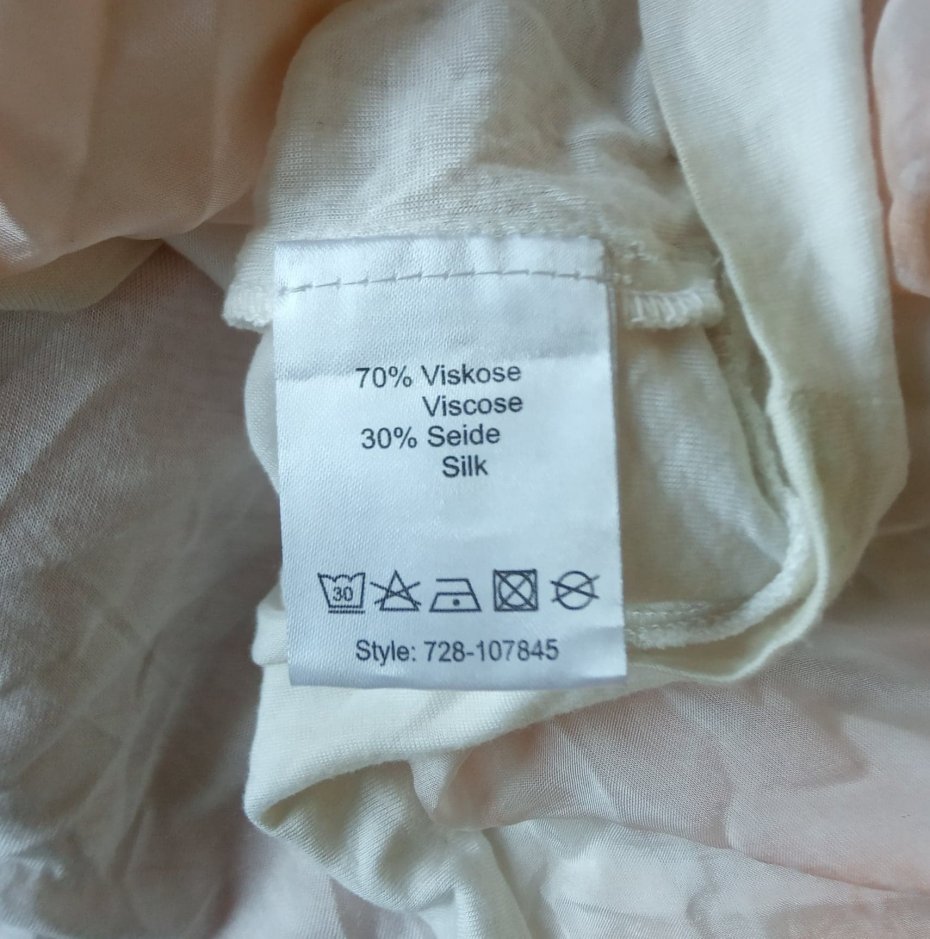 70% Viskose
Viscose
30% Seide
Silk
30
Style: 728-107845